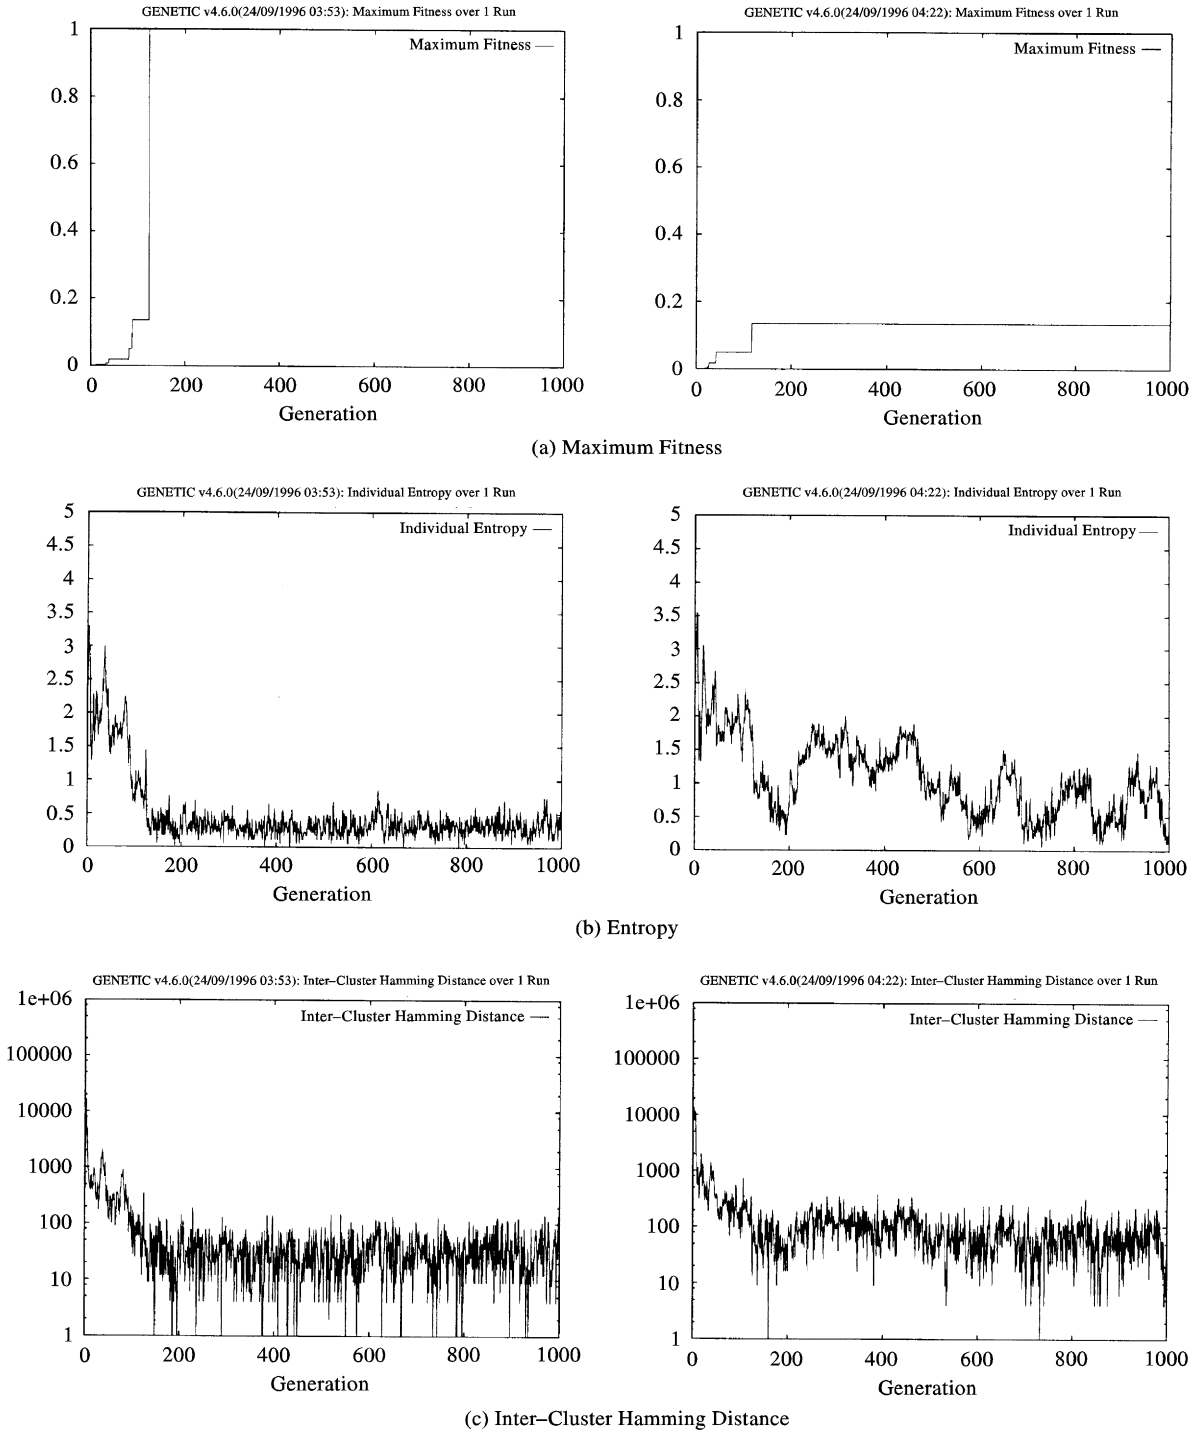 GENETIC v4.6.0(24/09/1996 03:53): Maximum Fitness over 1 Run
1
Maximum Fitness
0.8
0.6
0.4
0.2
0
0 200 400 600 800 1000
Generation
GENETIC v4.6.0(24/09/1996 04:22): Maximum Fitness over 1 Run
1
Maximum Fitness
0.8
0.6
0.4
0.2
0
0 200 400 600 800 1000
Generation
(a) Maximum Fitness
GENETIC v4.6.0(24/09/1996 03:53): Individual Entropy over 1 Run
5
Individual Entropy
4.5
4
3.5
3
2.5
2
1.5
1
0.5
0
0 200 400 600 800 1000
Generation
GENETIC v4.6.0(24/09/1996 04:22): Individual Entropy over 1 Run
5
Individual Entropy
4.5
4
3.5
3
2.5
2
1.5
1
0.5
0
0 200 400 600 800 1000
Generation
(b) Entropy
GENETIC v4.6.0(24/09/1996 03:53): Inter–Cluster Hamming Distance over 1 Run
1e+06
Inter–Cluster Hamming Distance
100000
10000
1000
100
10
1
0 200 400 600 800 1000
Generation
GENETIC v4.6.0(24/09/1996 04:22): Inter–Cluster Hamming Distance over 1 Run
1e+06
Inter–Cluster Hamming Distance
100000
10000
1000
100
10
1
0 200 400 600 800 1000
Generation
(c) Inter–Cluster Hamming Distance